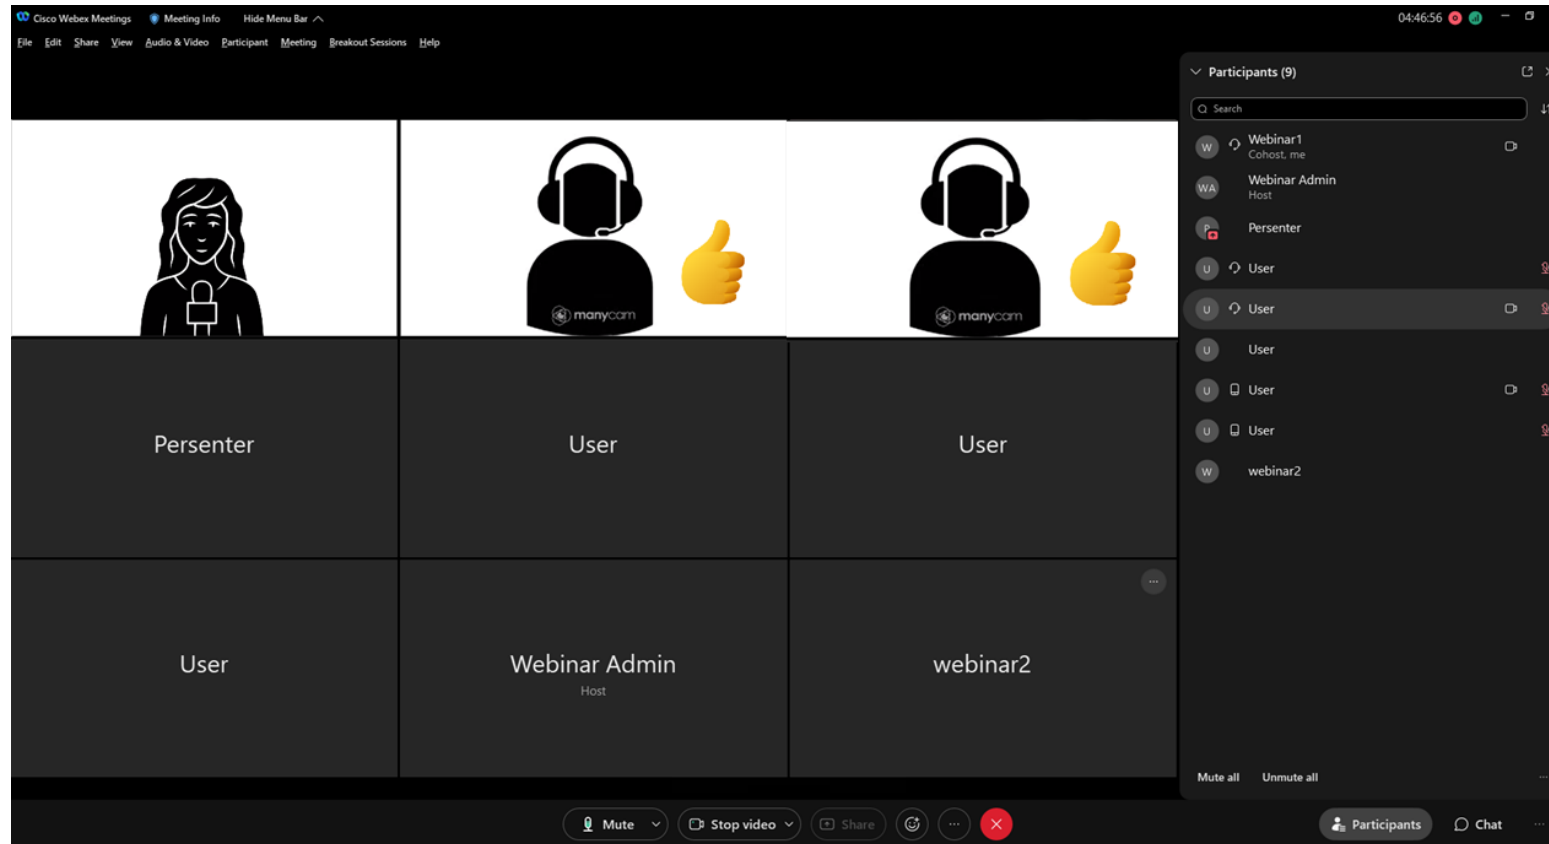 Cisco Webex Meetings Meeting Info Hide Menu Bar
04:46:56
File Edit Share View Audio & Video Participant Meeting Breakout Sessions Help
Participants (9)
Search
W Webinar1
Cohost, me
WA Webinar Admin
Host
P Persenter
U User
U User
U User
U User
U User
W webinar2
manycam
manycam
Persenter
User
User
User
Webinar Admin
Host
webinar2
Mute all Unmute all
Mute Stop video Share
Participants Chat